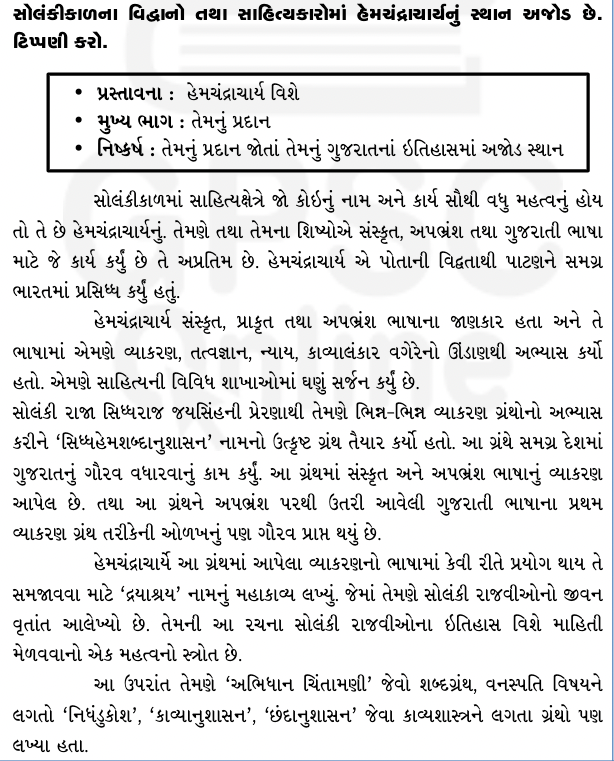 સોલંકીકાળના વિદ્વાનો તથા સાહિત્યકારોમાં હેમચંદ્રાચાર્યનું સ્થાન અજોડ છે.
ટિપ્પણી કરો.
• પ્રસ્તાવના : હેમચંદ્રાચાર્ય વિશે
• મુખ્ય ભાગ : તેમનું પ્રદાન
• નિષ્કર્ષ : તેમનું પ્રદાન જોતાં તેમનું ગુજરાતનાં ઇતિહાસમાં અજોડ સ્થાન
સોલંકીકાળમાં સાહિત્યક્ષેત્રે જો કોઇનું નામ અને કાર્ય સૌથી વધુ મહત્વનું હોય
તો તે છે હેમચંદ્રાચાર્યનું. તેમણે તથા તેમના શિષ્યોએ સંસ્કૃત, અપભ્રંશ તથા ગુજરાતી ભાષા
માટે જે કાર્ય કર્યું છે તે અપ્રતિમ છે. હેમચંદ્રાચાર્ય એ પોતાની વિદ્વતાથી પાટણને સમગ્ર
ભારતમાં પ્રસિધ્ધ કર્યું હતું.
હેમચંદ્રાચાર્ય સંસ્કૃત, પ્રાકૃત તથા અપભ્રંશ ભાષાના જાણકાર હતા અને તે
ભાષામાં એમણે વ્યાકરણ, તત્વજ્ઞાન, ન્યાય, કાવ્યાલંકાર વગેરેનો ઊંડાણથી અભ્યાસ કર્યો
હતો. એમણે સાહિત્યની વિવિધ શાખાઓમાં ઘણું સર્જન કર્યું છે.
સોલંકી રાજા સિધ્ધરાજ જયસિંહની પ્રેરણાથી તેમણે ભિન્ન-ભિન્ન વ્યાકરણ ગ્રંથોનો અભ્યાસ
કરીને ‘સિધ્ધહેમશબ્દાનુશાસન’ નામનો ઉત્કૃષ્ટ ગ્રંથ તૈયાર કર્યો હતો. આ ગ્રંથે સમગ્ર દેશમાં
ગુજરાતનું ગૌરવ વધારવાનું કામ કર્યું. આ ગ્રંથમાં સંસ્કૃત અને અપભ્રંશ ભાષાનું વ્યાકરણ
આપેલ છે. તથા આ ગ્રંથને અપભ્રંશ પરથી ઉતરી આવેલી ગુજરાતી ભાષાના પ્રથમ
વ્યાકરણ ગ્રંથ તરીકેની ઓળખનું પણ ગૌરવ પ્રાપ્ત થયું છે.
હેમચંદ્રાચાર્યે આ ગ્રંથમાં આપેલા વ્યાકરણનો ભાષામાં કેવી રીતે પ્રયોગ થાય તે
સમજાવવા માટે ‘દ્રયાશ્રય’ નામનું મહાકાવ્ય લખ્યું. જેમાં તેમણે સોલંકી રાજવીઓનો જીવન
વૃતાંત આલેખ્યો છે. તેમની આ રચના સોલંકી રાજવીઓના ઇતિહાસ વિશે માહિતી
મેળવવાનો એક મહત્વનો સ્ત્રોત છે.
આ ઉપરાંત તેમણે ‘અભિધાન ચિંતામણી’ જેવો શબ્દગ્રંથ, વનસ્પતિ વિષયને
લગતો ‘નિધંડુકોશ’, ‘કાવ્યાનુશાસન’, ‘છંદાનુશાસન’ જેવા કાવ્યશાસ્ત્રને લગતા ગ્રંથો પણ
લખ્યા હતા.
GPSC
Online